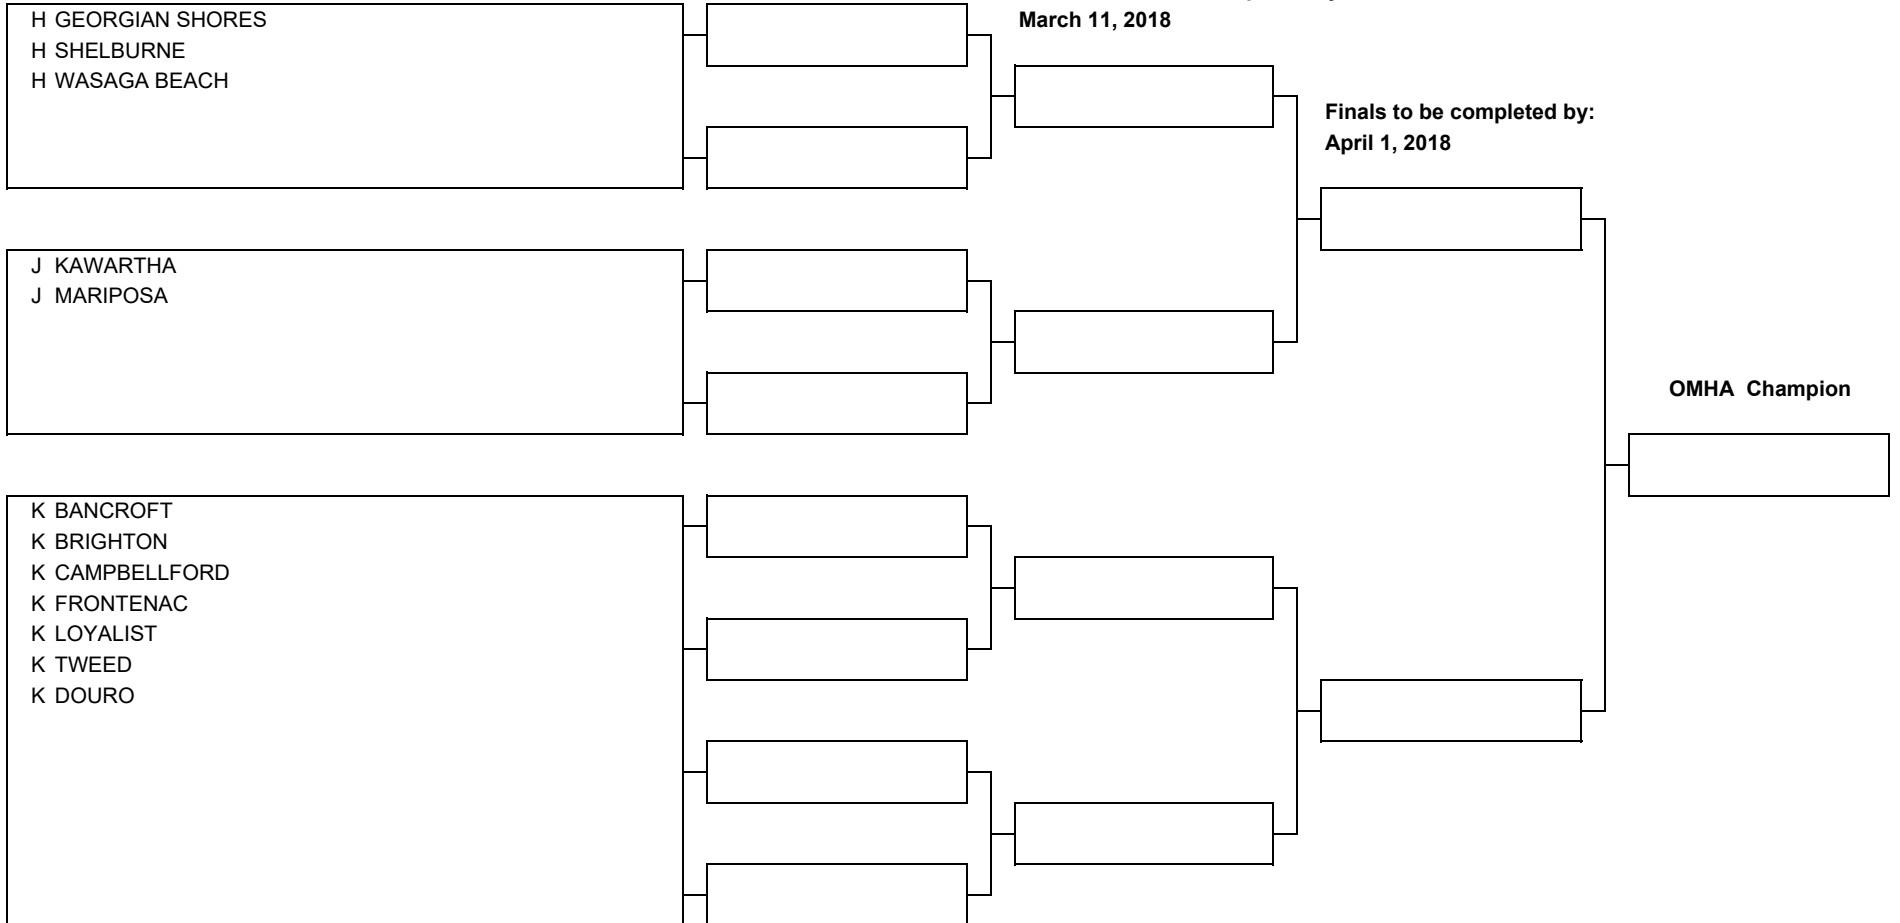 H GEORGIAN SHORES
March 11, 2018
H SHELBURNE
H WASAGA BEACH
Finals to be completed by:
April 1, 2018
J KAWARTHA
J MARIPOSA
OMHA Champion
K BANCROFT
K BRIGHTON
K CAMPBELLFORD
K FRONTENAC
K LOYALIST
K TWEED
K DOURO